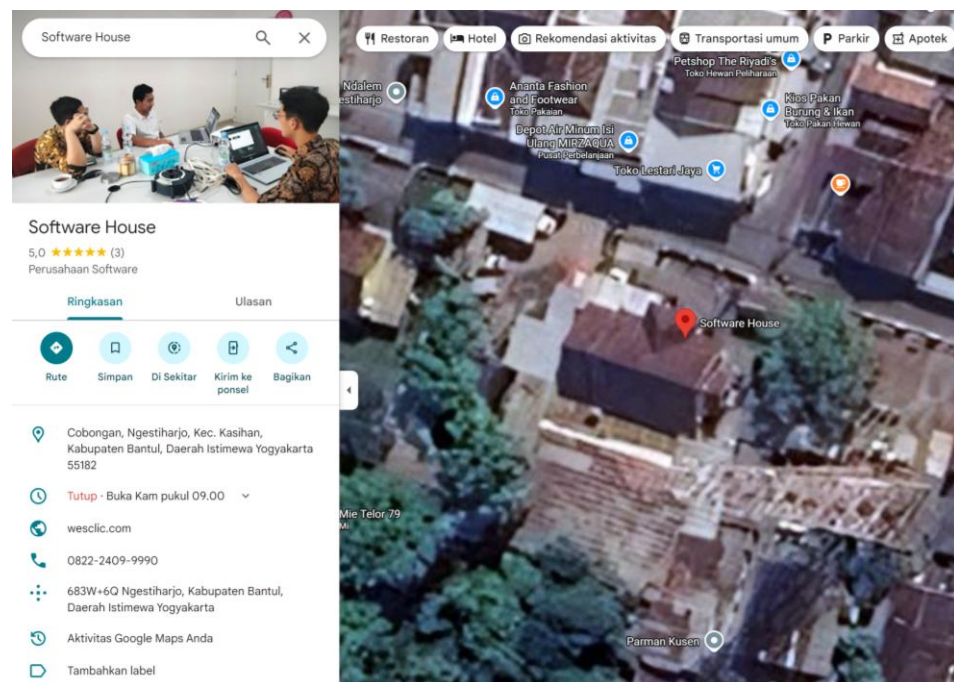 Software House
Software House
5,0 ★★★★★ (3)
Perusahaan Software
Ringkasan
Ulasan
Rute
Simpan
Di Sekitar
Kirim ke
ponsel
Bagikan
Cobongan, Ngestiharjo, Kec. Kasihan,
Kabupaten Bantul, Daerah Istimewa Yogyakarta
55182
Tutup · Buka Kam pukul 09.00
wesclic.com
0822-2409-9990
683W+6Q Ngestiharjo, Kabupaten Bantul,
Daerah Istimewa Yogyakarta
Aktivitas Google Maps Anda
Tambahkan label
Restoran
Hotel
Rekomendasi aktivitas
Transportasi umum
P Parkir
Apotek
Petshop The Riyadi's
Toko Hewan Peliharaan
Ndalem
estiharjo
Ananta Fashion
and Footwear
Toko Pakaian
Kios Pakan
Burung & Ikan
Toko Pakan Hewan
Depot Air Minum Isi
Ulang MIRZAQUA
Pusat Perbelanjaan
Toko Lestari Jaya
Software House
Mie Telor 79
Mi
Parman Kusen